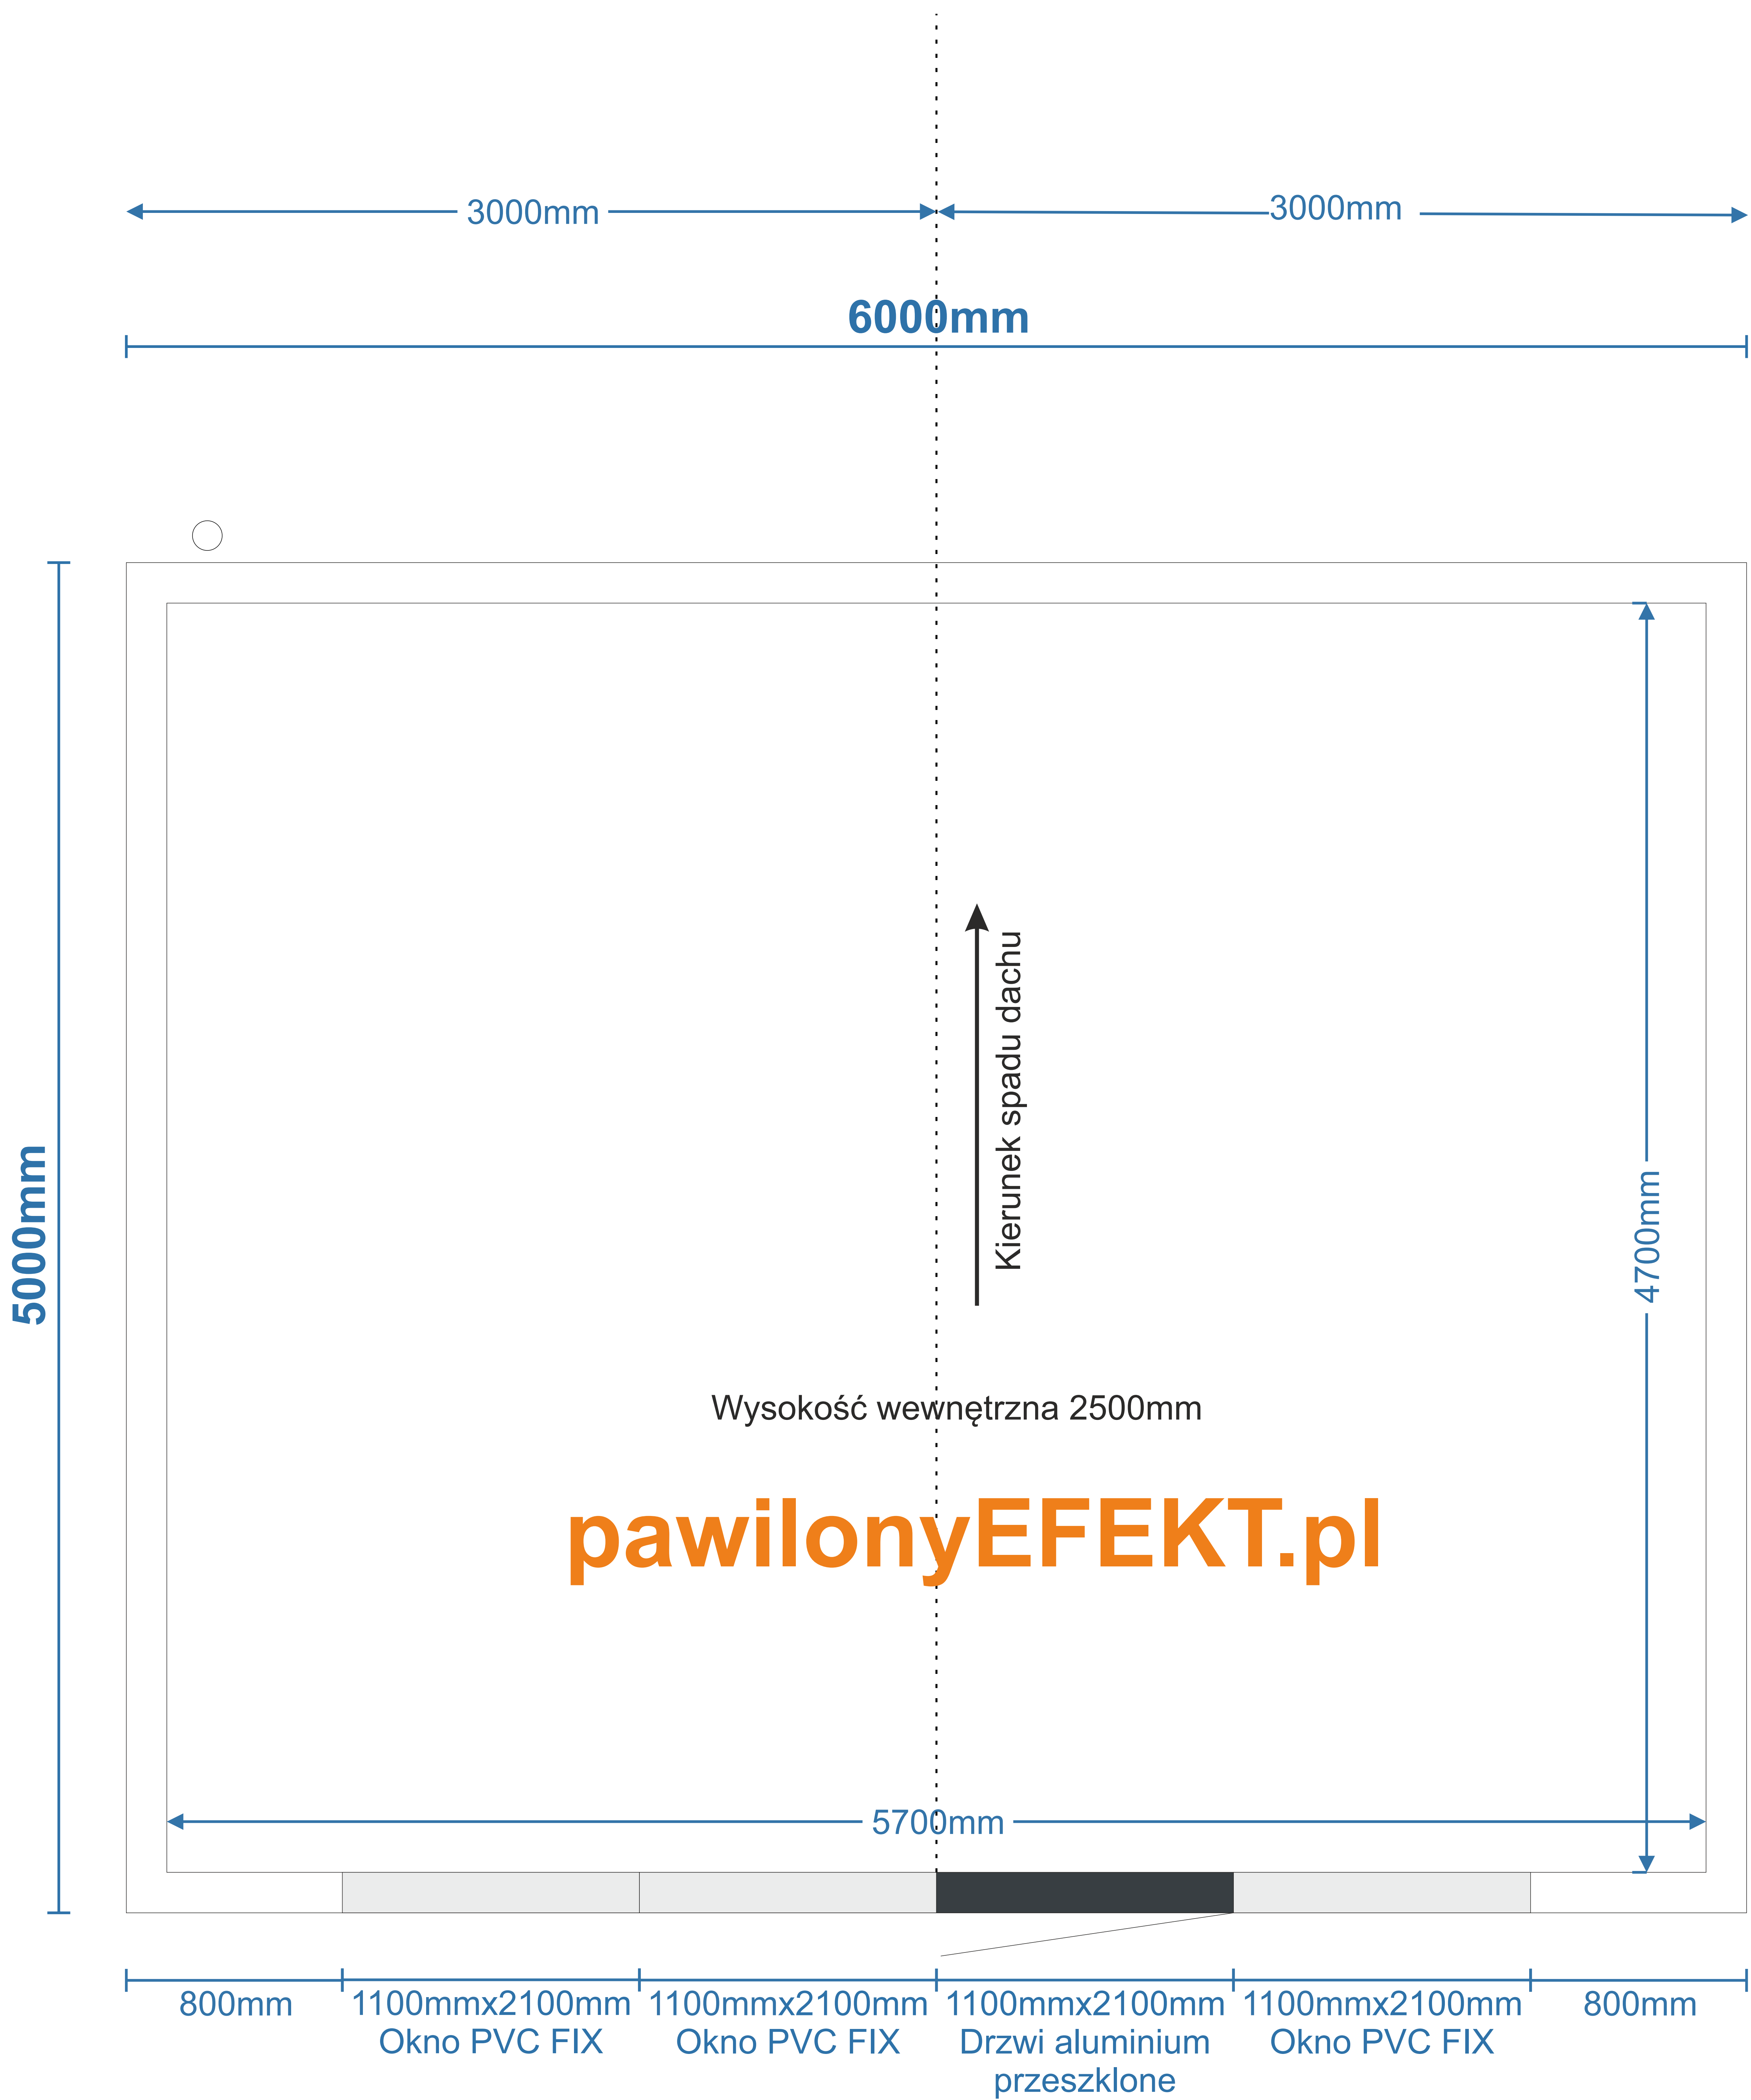 3000mm
3000mm
6000mm
5000mm
Kierunek spadu dachu
4700mm
Wysokość wewnętrzna 2500mm
pawilonyEFEKT.pl
5700mm
800mm
1100mmx2100mm
Okno PVC FIX
1100mmx2100mm
Okno PVC FIX
1100mmx2100mm
Drzwi aluminium
przeszklone
1100mmx2100mm
Okno PVC FIX
800mm